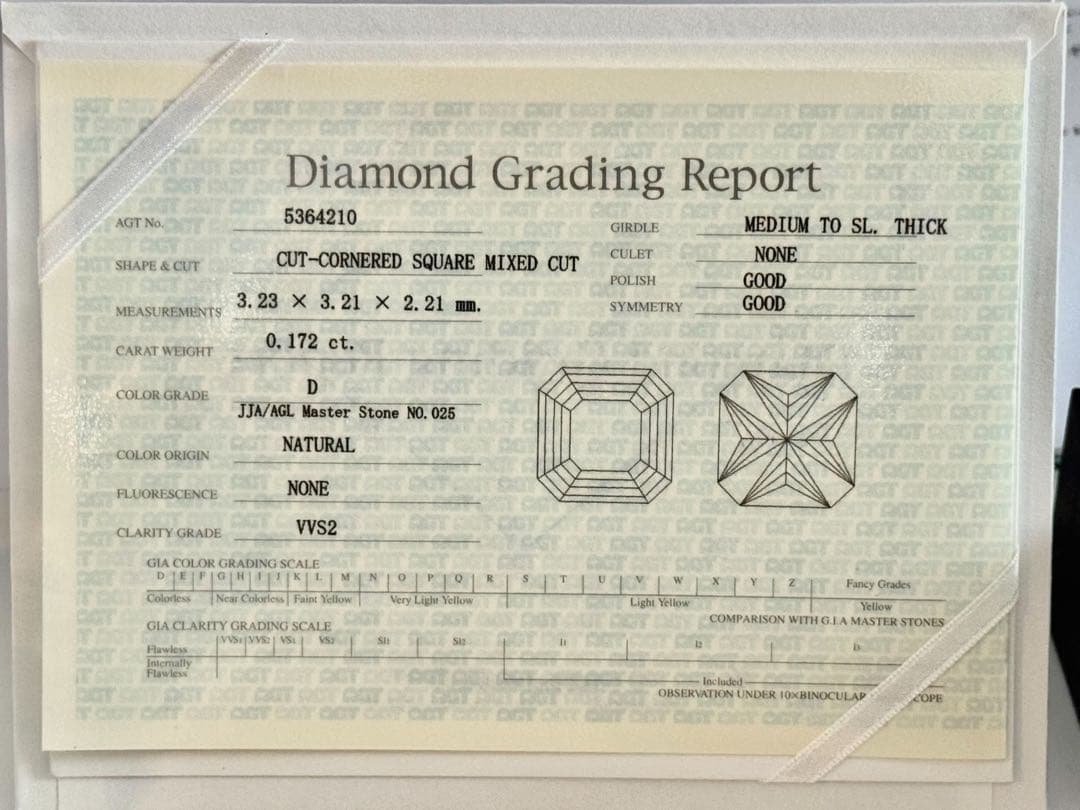 Diamond Grading Report
AGT No. 5364210
SHAPE & CUT CUT-CORNERED SQUARE MIXED CUT
MEASUREMENTS 3.23 × 3.21 × 2.21 mm.
CARAT WEIGHT 0.172 ct.
COLOR GRADE D
JJA/AGL Master Stone NO.025
COLOR ORIGIN NATURAL
FLUORESCENCE NONE
CLARITY GRADE VVS2
GIRDLE MEDIUM TO SL. THICK
CULET NONE
POLISH GOOD
SYMMETRY GOOD
GIA COLOR GRADING SCALE
D E F G H I J K L M N O P Q R S T U V W X Y Z Fancy Grades
Colorless Near Colorless Faint Yellow Very Light Yellow Light Yellow Yellow
COMPARISON WITH G.I.A MASTER STONES
GIA CLARITY GRADING SCALE
Flawless VVS1 VVS2 VS1 VS2 SI1 SI2 I1 I2 I3
Internally
Flawless
Included
OBSERVATION UNDER 10×BINOCULAR